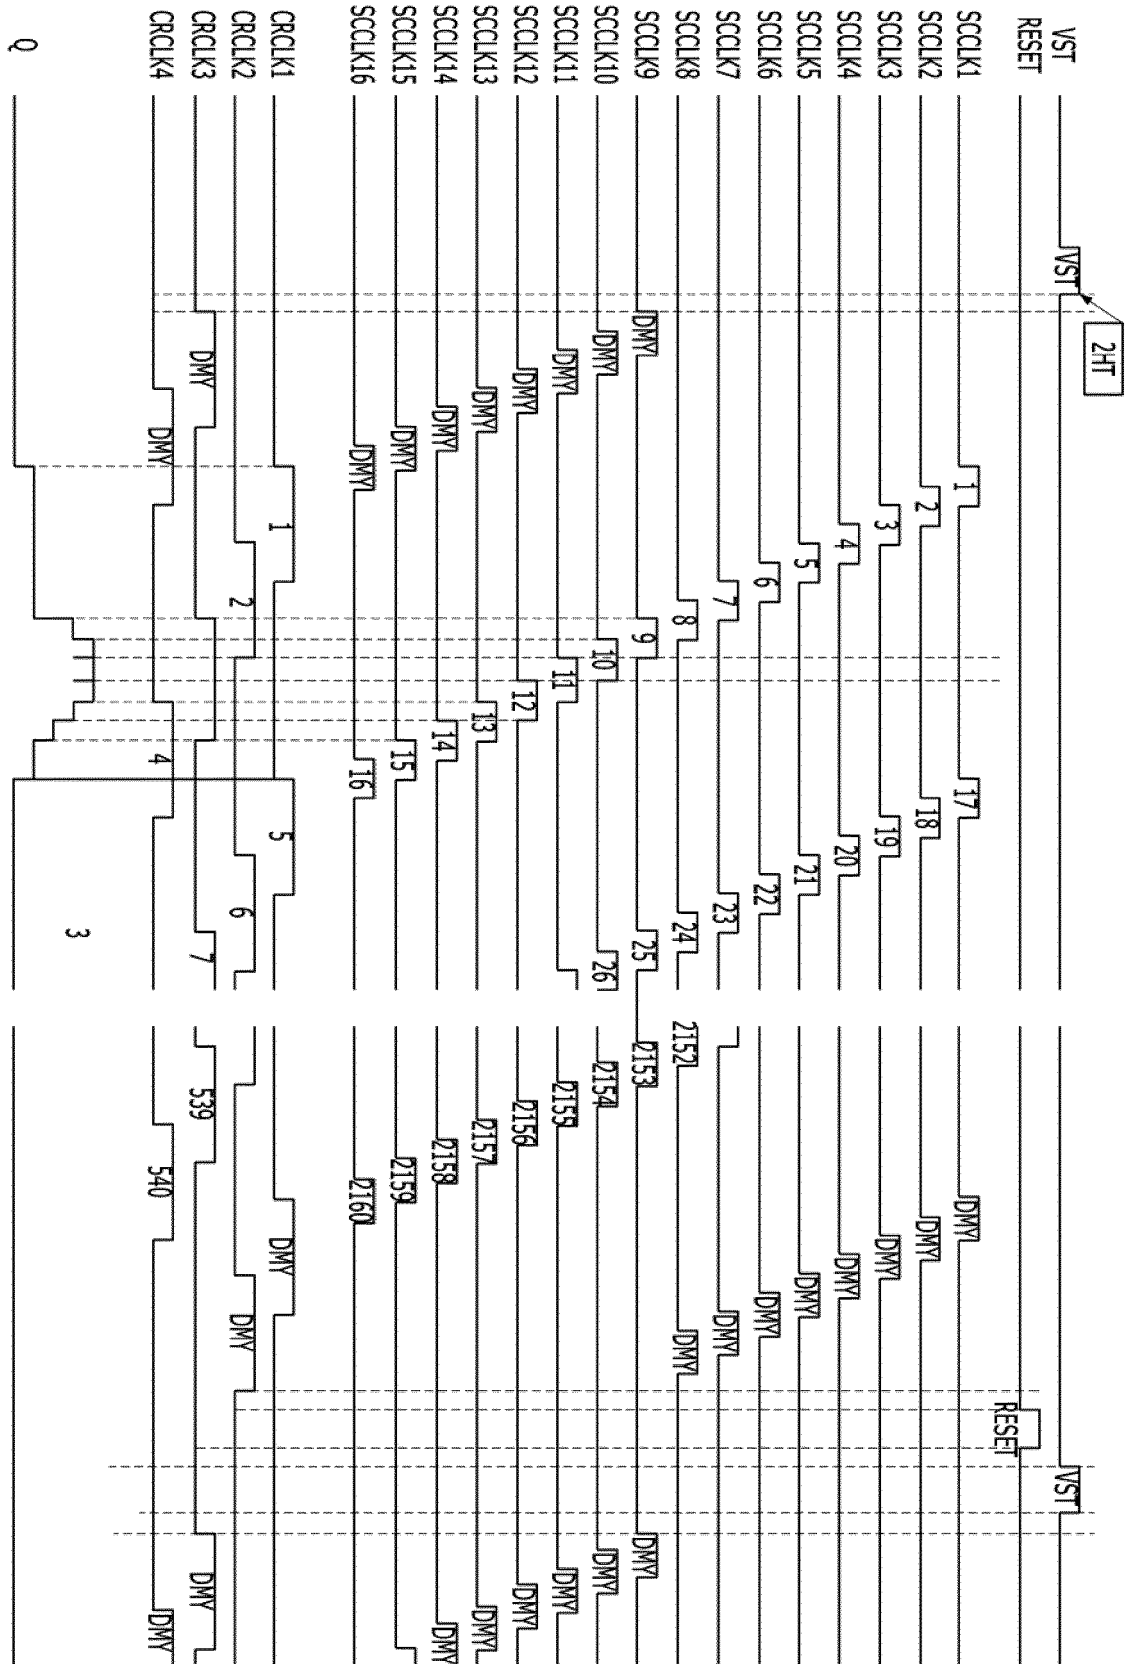 2HT
VST VST VST
RESET RESET
SCCLK1 1 17 DMY
SCCLK2 2 18 DMY
SCCLK3 3 19 DMY
SCCLK4 4 20 DMY
SCCLK5 5 21 DMY
SCCLK6 6 22 DMY
SCCLK7 7 23 DMY
SCCLK8 8 24 2152 DMY
SCCLK9 DMY 9 25 2153 DMY
SCCLK10 DMY 10 26 2154 DMY
SCCLK11 DMY 11 2155 DMY
SCCLK12 DMY 12 2156 DMY
SCCLK13 DMY 13 2157 DMY
SCCLK14 DMY 14 2158 DMY
SCCLK15 DMY 15 2159
SCCLK16 DMY 16 2160
CRCLK1 1 5 DMY
CRCLK2 2 6 DMY
CRCLK3 DMY 7 539 DMY
CRCLK4 DMY 4 540 DMY
3
Q